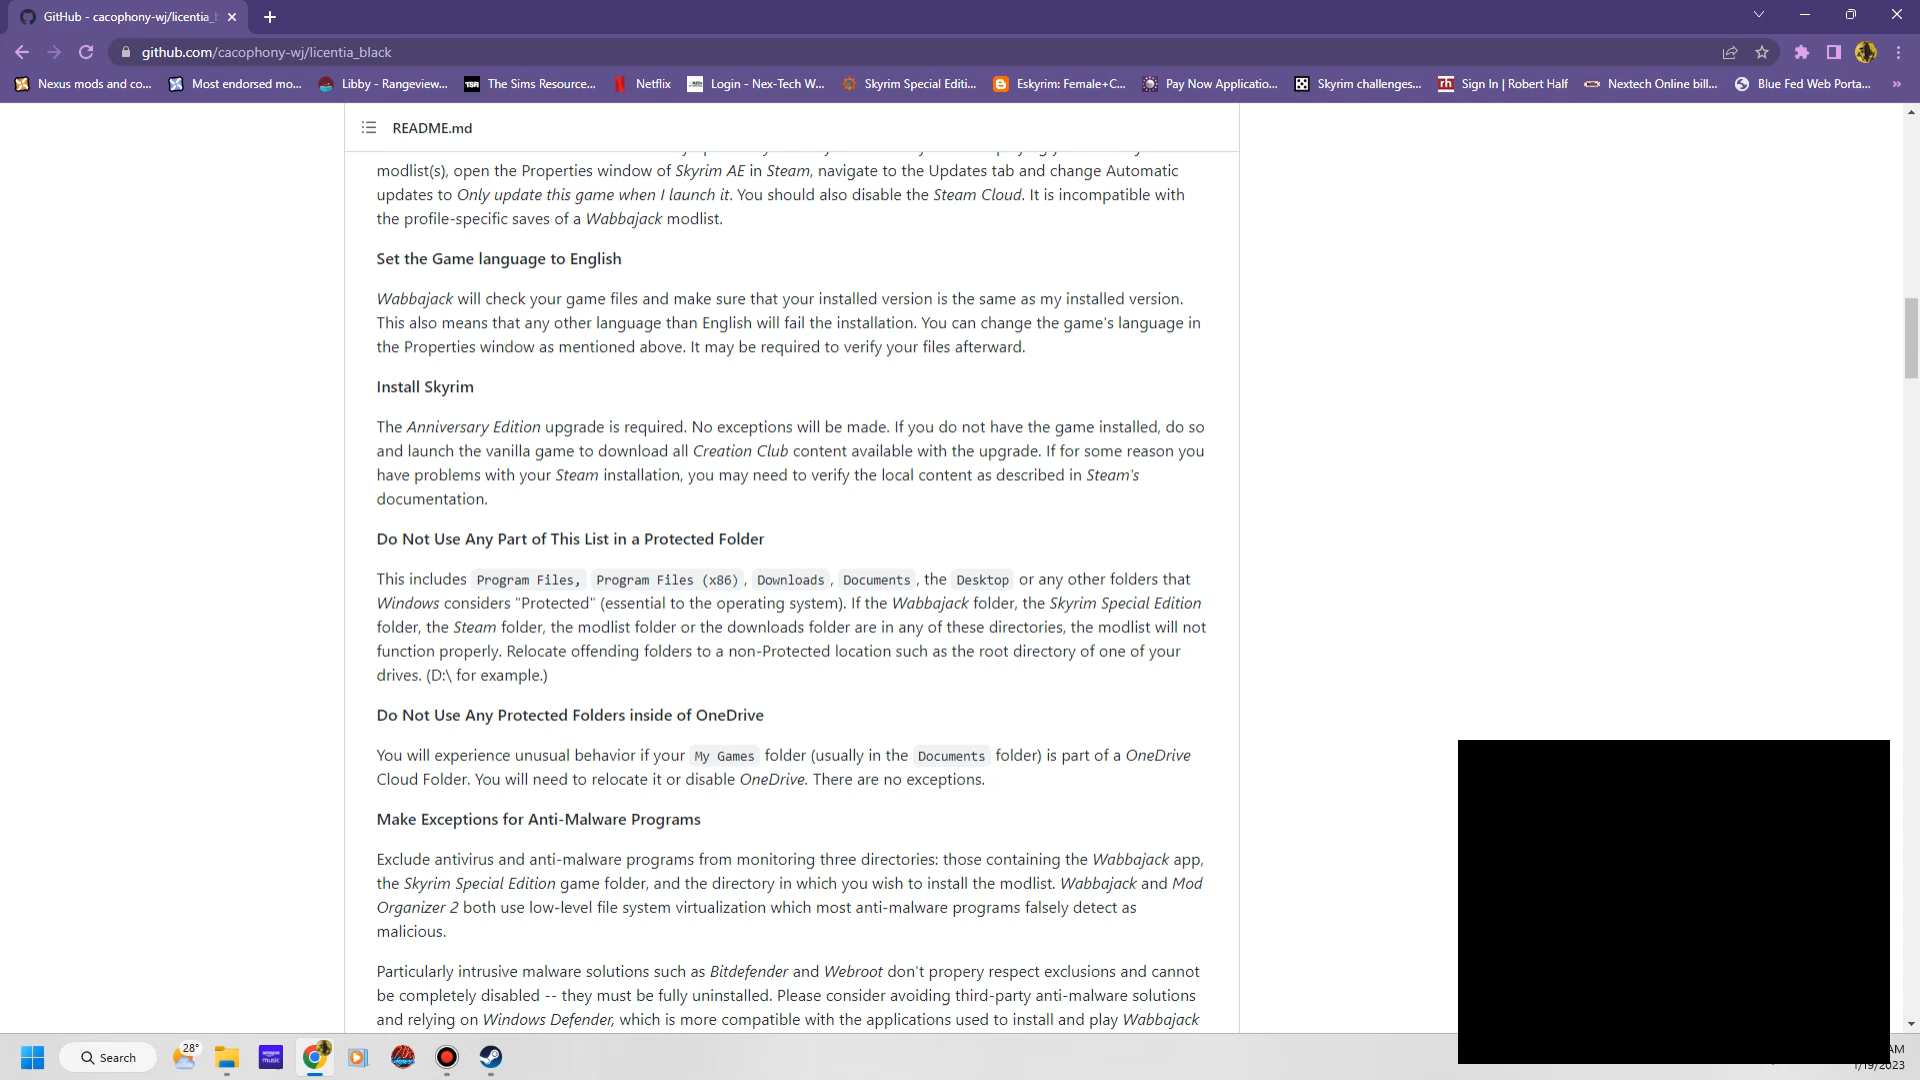 GitHub - cacophony-wj/licentia_
github.com/cacophony-wj/licentia_black
Nexus mods and co... Most endorsed mo... Libby - Rangeview... The Sims Resource... Netflix Login - Nex-Tech W... Skyrim Special Editi... Eskyrim: Female+C... Pay Now Applicatio... Skyrim challenges... Sign In | Robert Half Nextech Online bill... Blue Fed Web Porta... »
README.md
modlist(s), open the Properties window of Skyrim AE in Steam, navigate to the Updates tab and change Automatic
updates to Only update this game when I launch it. You should also disable the Steam Cloud. It is incompatible with
the profile-specific saves of a Wabbajack modlist.
Set the Game language to English
Wabbajack will check your game files and make sure that your installed version is the same as my installed version.
This also means that any other language than English will fail the installation. You can change the game's language in
the Properties window as mentioned above. It may be required to verify your files afterward.
Install Skyrim
The Anniversary Edition upgrade is required. No exceptions will be made. If you do not have the game installed, do so
and launch the vanilla game to download all Creation Club content available with the upgrade. If for some reason you
have problems with your Steam installation, you may need to verify the local content as described in Steam's
documentation.
Do Not Use Any Part of This List in a Protected Folder
This includes Program Files, Program Files (x86), Downloads, Documents, the Desktop or any other folders that
Windows considers "Protected" (essential to the operating system). If the Wabbajack folder, the Skyrim Special Edition
folder, the Steam folder, the modlist folder or the downloads folder are in any of these directories, the modlist will not
function properly. Relocate offending folders to a non-Protected location such as the root directory of one of your
drives. (D:\ for example.)
Do Not Use Any Protected Folders inside of OneDrive
You will experience unusual behavior if your My Games folder (usually in the Documents folder) is part of a OneDrive
Cloud Folder. You will need to relocate it or disable OneDrive. There are no exceptions.
Make Exceptions for Anti-Malware Programs
Exclude antivirus and anti-malware programs from monitoring three directories: those containing the Wabbajack app,
the Skyrim Special Edition game folder, and the directory in which you wish to install the modlist. Wabbajack and Mod
Organizer 2 both use low-level file system virtualization which most anti-malware programs falsely detect as
malicious.
Particularly intrusive malware solutions such as Bitdefender and Webroot don't propery respect exclusions and cannot
be completely disabled -- they must be fully uninstalled. Please consider avoiding third-party anti-malware solutions
and relying on Windows Defender, which is more compatible with the applications used to install and play Wabbajack
Search 28° amazon music AM
1/19/2023